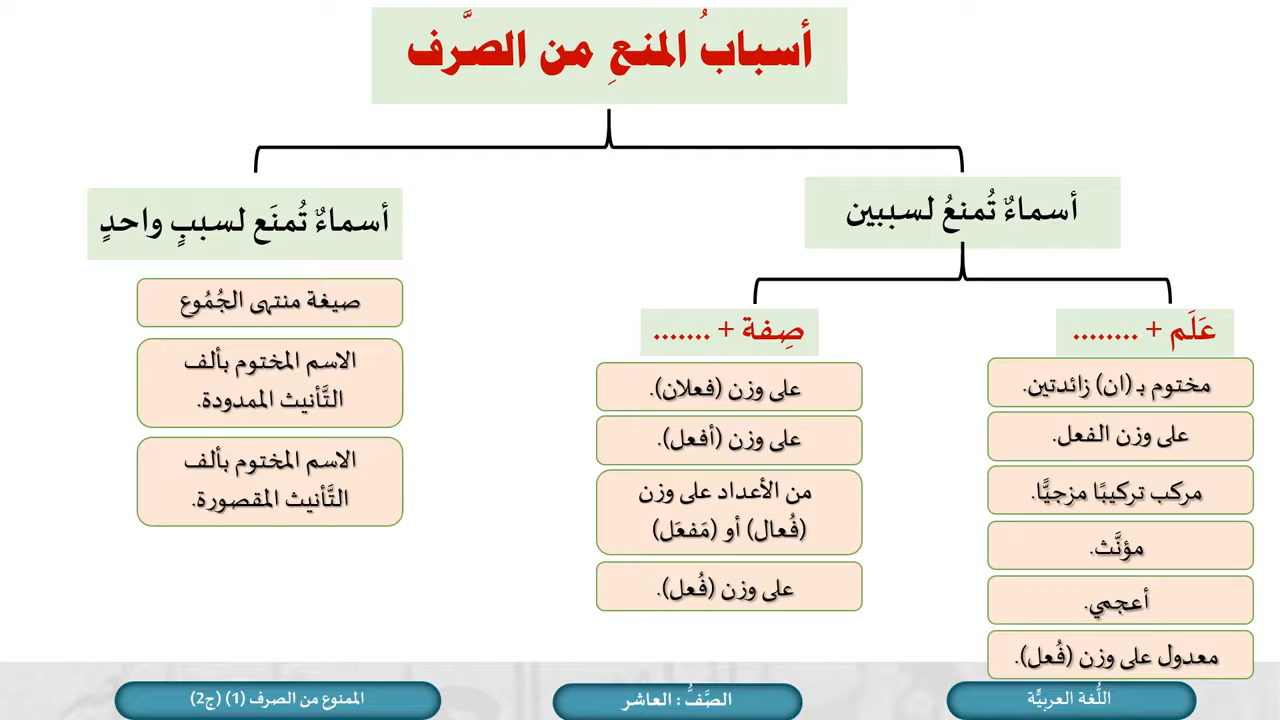 أسبابُ المنعِ من الصَّرف
أسماءٌ تُمنعُ لسببين
أسماءٌ تُمنَع لسببٍ واحدٍ
عَلَم + ........
مختوم بـ (ان) زائدتين.
على وزن الفعل.
مركب تركيبًا مزجيًّا.
مؤنَّث.
أعجمي.
معدول على وزن (فُعل).
صِفة + .......
على وزن (فعلان).
على وزن (أفعل).
من الأعداد على وزن
(فُعال) أو (مَفعَل)
على وزن (فُعل).
صيغة منتهى الجُمُوع
الاسم المختوم بألف
التَّأنيث الممدودة.
الاسم المختوم بألف
التَّأنيث المقصورة.
اللُّغة العربيَّة
الصَّفُّ : العاشر
الممنوع من الصرف (1) (ج2)